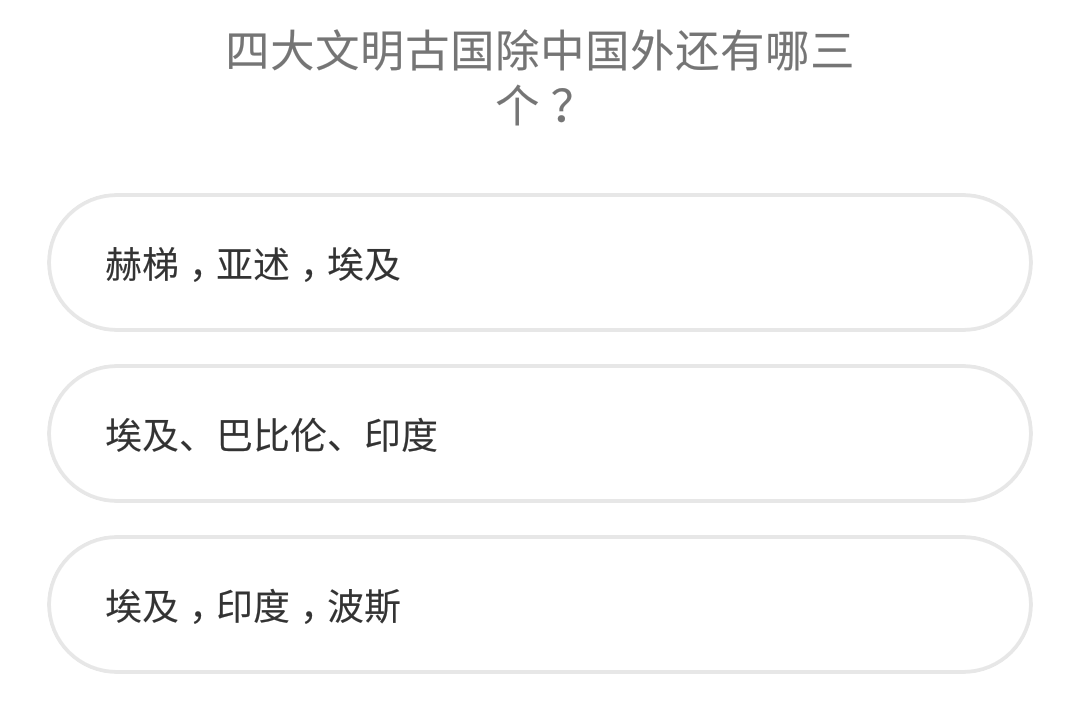 四大文明古国除中国外还有哪三
个？
赫梯，亚述，埃及
埃及、巴比伦、印度
埃及，印度，波斯